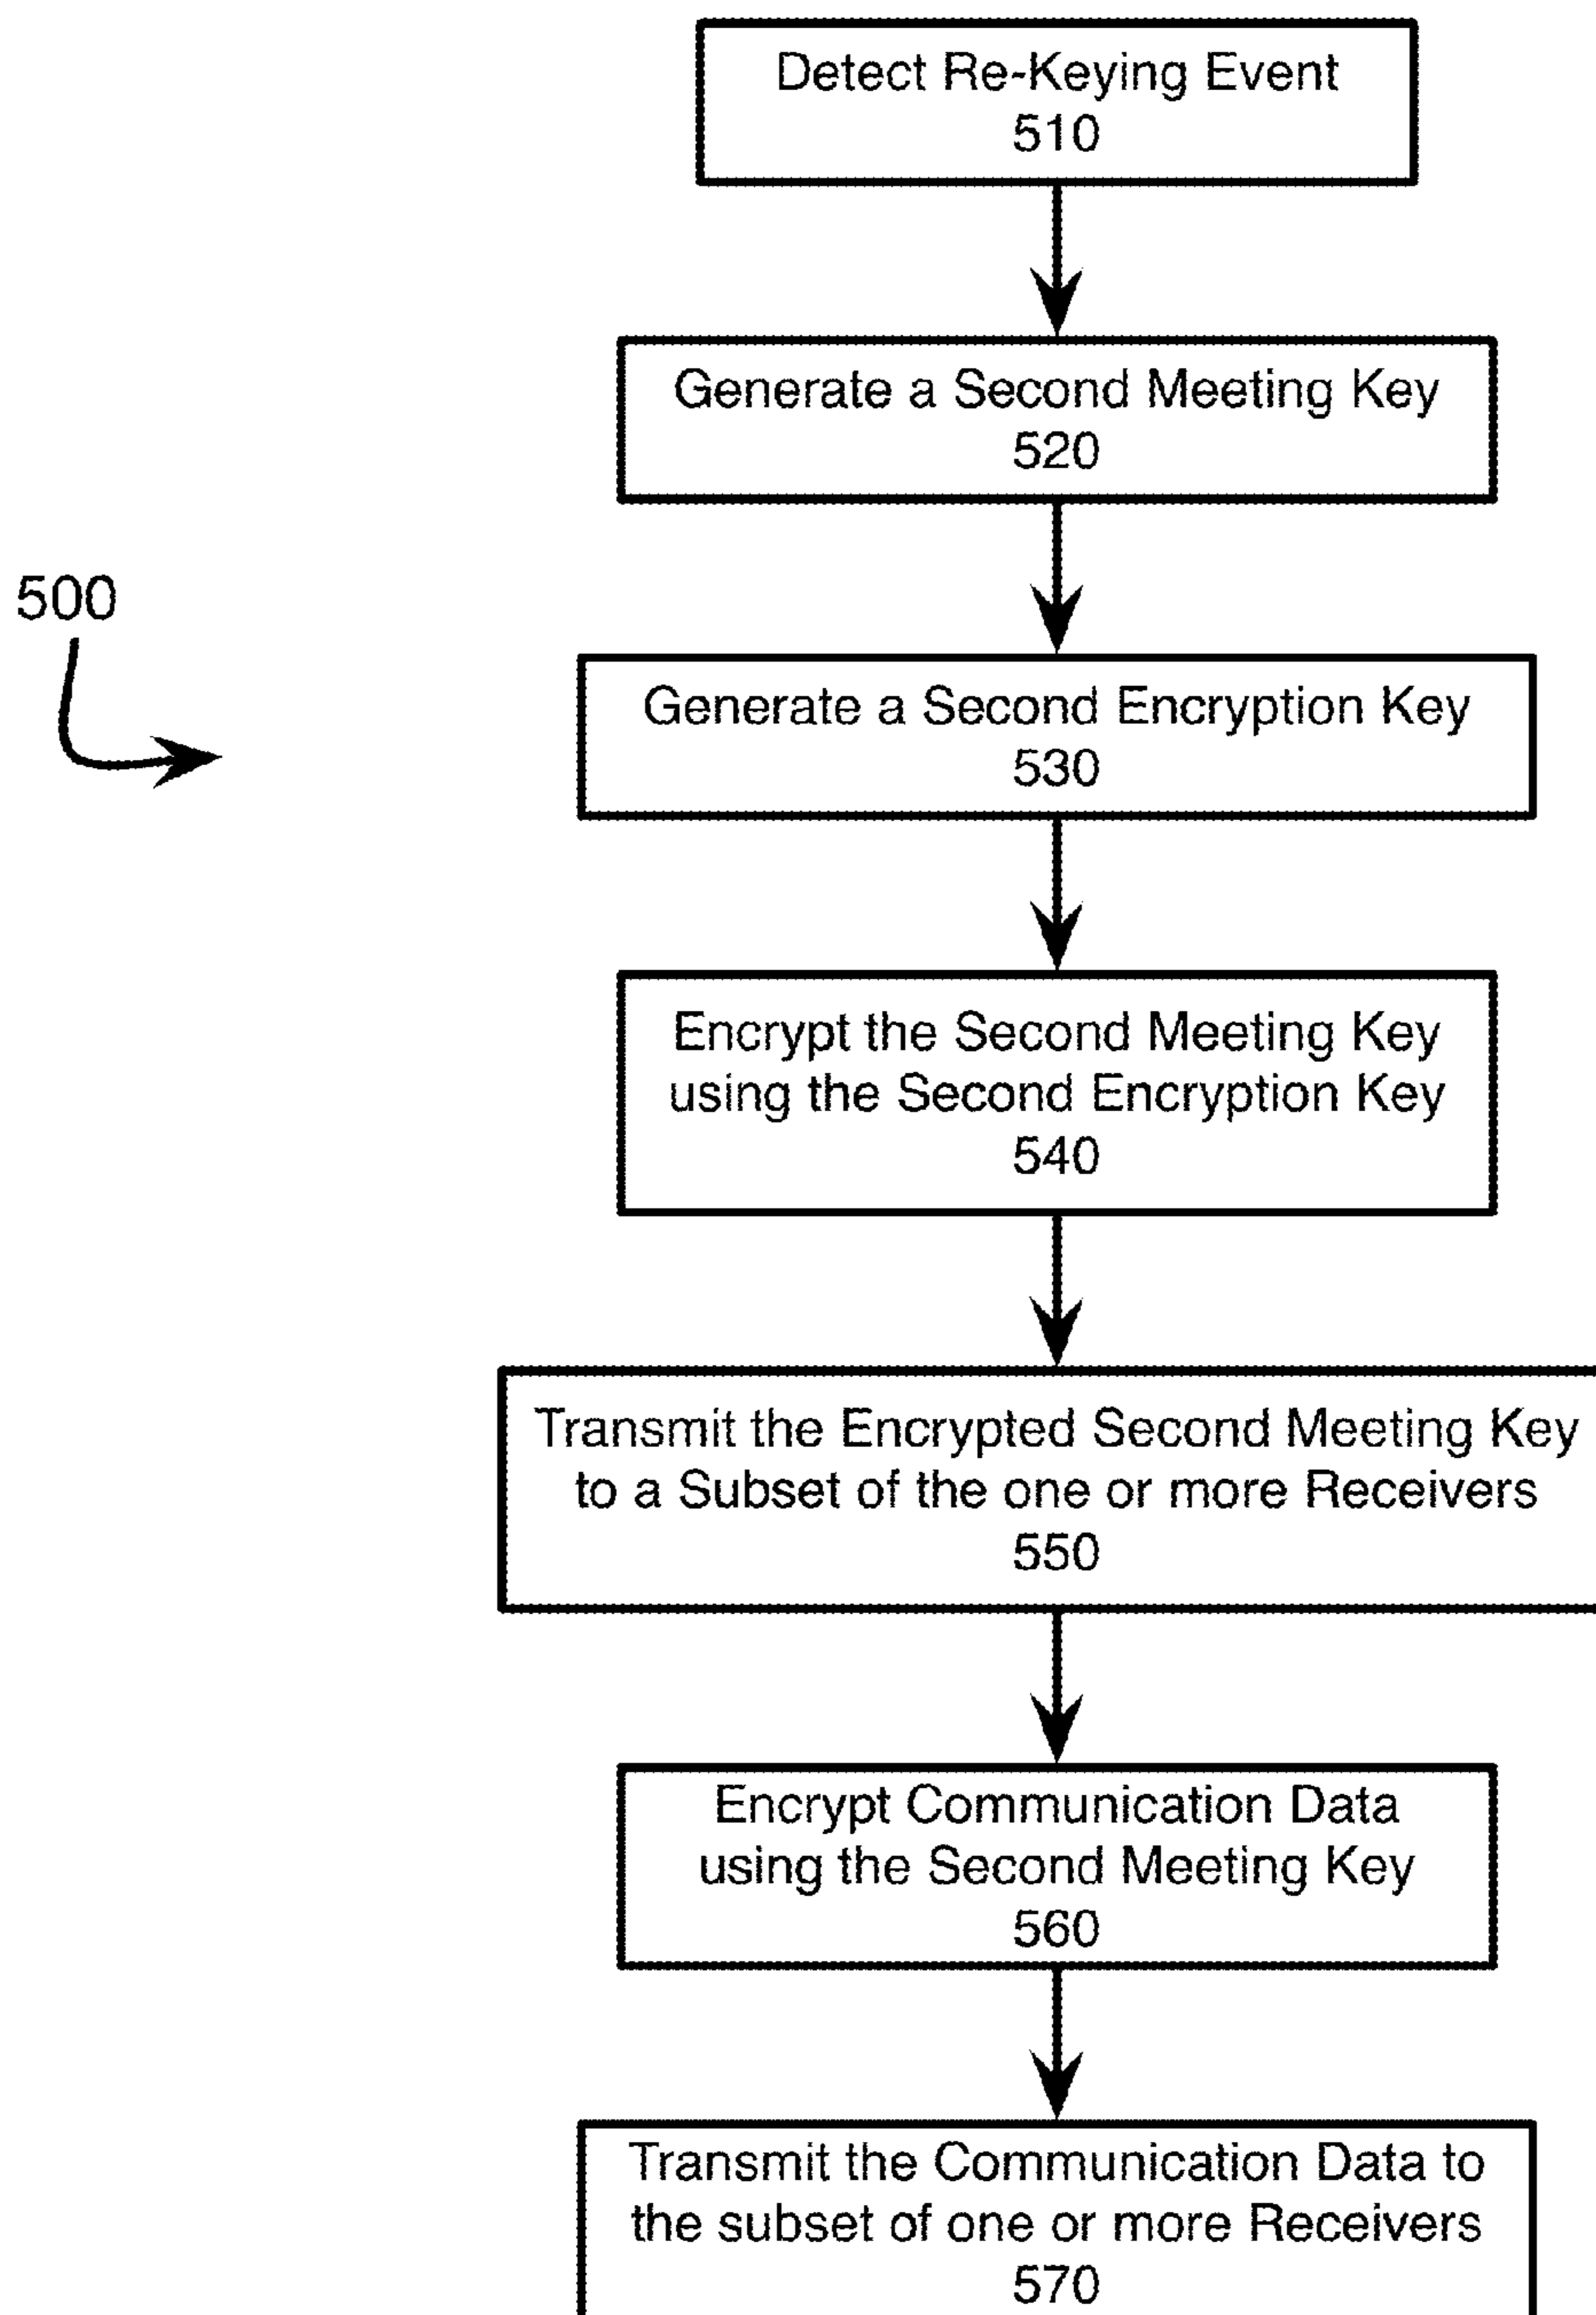 Detect Re-Keying Event
510
Generate a Second Meeting Key
520
500
Generate a Second Encryption Key
530
Encrypt the Second Meeting Key
using the Second Encryption Key
540
Transmit the Encrypted Second Meeting Key
to a Subset of the one or more Receivers
550
Encrypt Communication Data
using the Second Meeting Key
560
Transmit the Communication Data to
the subset of one or more Receivers
570